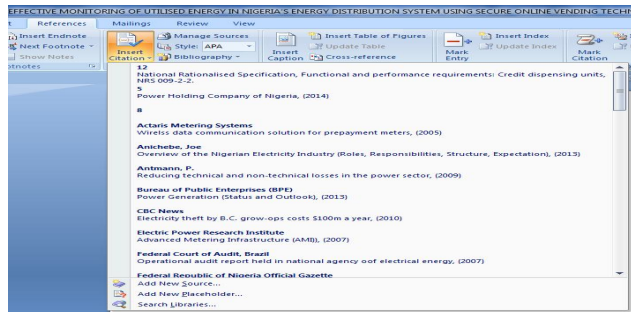 EFFECTIVE MONITORING OF UTILISED ENERGY IN NIGERIA'S ENERGY DISTRIBUTION SYSTEM USING SECURE ONLINE VENDING TECH
References Mailings Review View
Insert Endnote
Next Footnote
Show Notes
Insert Citation
Manage Sources
Style: APA
Bibliography
Insert Caption
Insert Table of Figures
Update Table
Cross-reference
Mark Entry
Insert Index
Update Index
Mark Citation
12
National Rationalised Specification, Functional and performance requirements: Credit dispensing units,
NRS 009-2-2.
5
Power Holding Company of Nigeria, (2014)
8
Actaris Metering Systems
Wirelss data communication solution for prepayment meters, (2005)
Anichebe, Joe
Overview of the Nigerian Electricity Industry (Roles, Responsibilities, Structure, Expectation), (2013)
Antmann, P.
Reducing technical and non-technical losses in the power sector, (2009)
Bureau of Public Enterprises (BPE)
Power Generation (Status and Outlook), (2013)
CBC News
Electricity theft by B.C. grow-ops costs $100m a year, (2010)
Electric Power Research Institute
Advanced Metering Infrastructure (AMI)), (2007)
Federal Court of Audit, Brazil
Operational audit report held in national agency oof electrical energy, (2007)
Federal Republic of Nigeria Official Gazette
Add New Source...
Add New Placeholder...
Search Libraries...